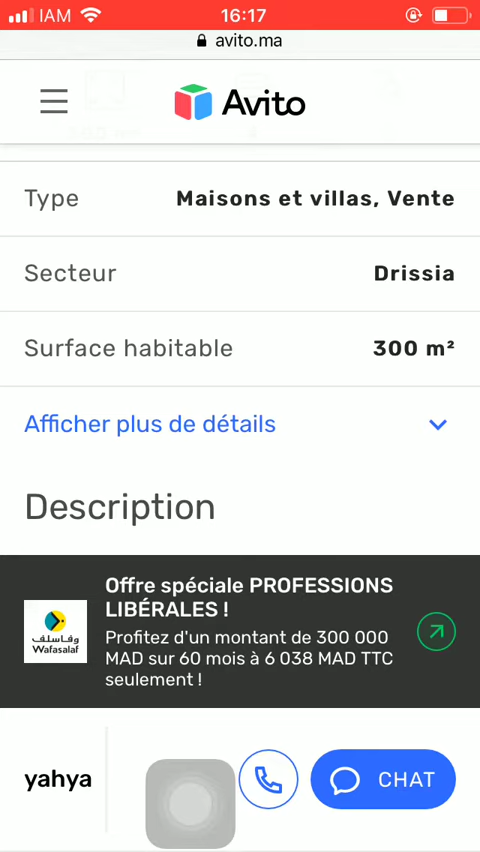 IAM 16:17
avito.ma
Avito
Type Maisons et villas, Vente
Secteur Drissia
Surface habitable 300 m²
Afficher plus de détails
Description
Offre spéciale PROFESSIONS
LIBÉRALES !
Profitez d'un montant de 300 000
MAD sur 60 mois à 6 038 MAD TTC
seulement !
وفاسلف
Wafasalaf
yahya CHAT